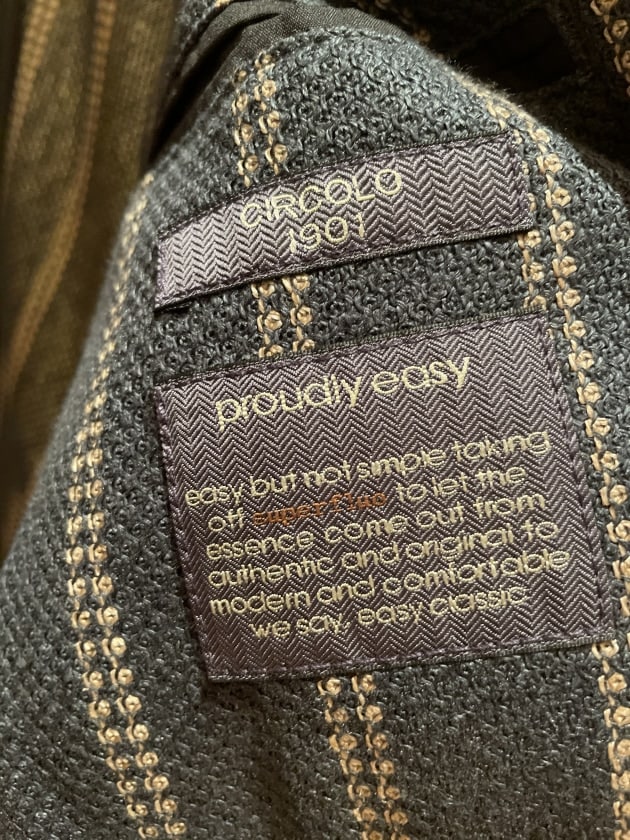 CIRCOLO
1901
proudly easy
easy but not simple taking
off superfluo to let the
essence come out from
authentic and original to
modern and comfortable
we say easy classic